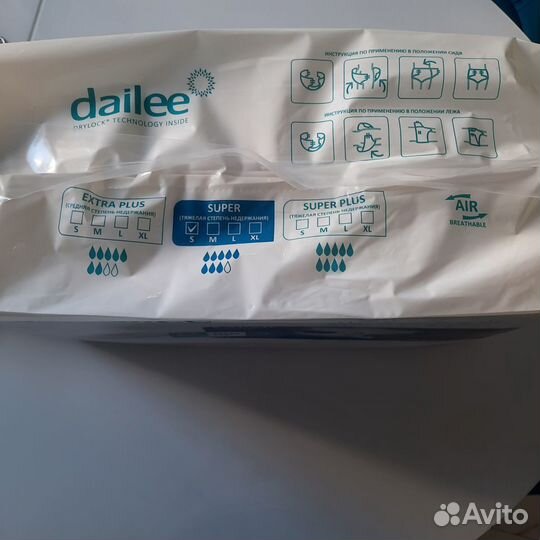 dailee
DRYLOCK® TECHNOLOGY INSIDE
ИНСТРУКЦИЯ ПО ПРИМЕНЕНИЮ В ПОЛОЖЕНИИ СИДЯ
ИНСТРУКЦИЯ ПО ПРИМЕНЕНИЮ В ПОЛОЖЕНИИ ЛЕЖА
EXTRA PLUS
(СРЕДНЯЯ СТЕПЕНЬ НЕДЕРЖАНИЯ)
S M L XL
SUPER
(ТЯЖЕЛАЯ СТЕПЕНЬ НЕДЕРЖАНИЯ)
S M L XL
SUPER PLUS
(ТЯЖЕЛАЯ СТЕПЕНЬ НЕДЕРЖАНИЯ)
S M L XL
AIR
BREATHABLE
Avito